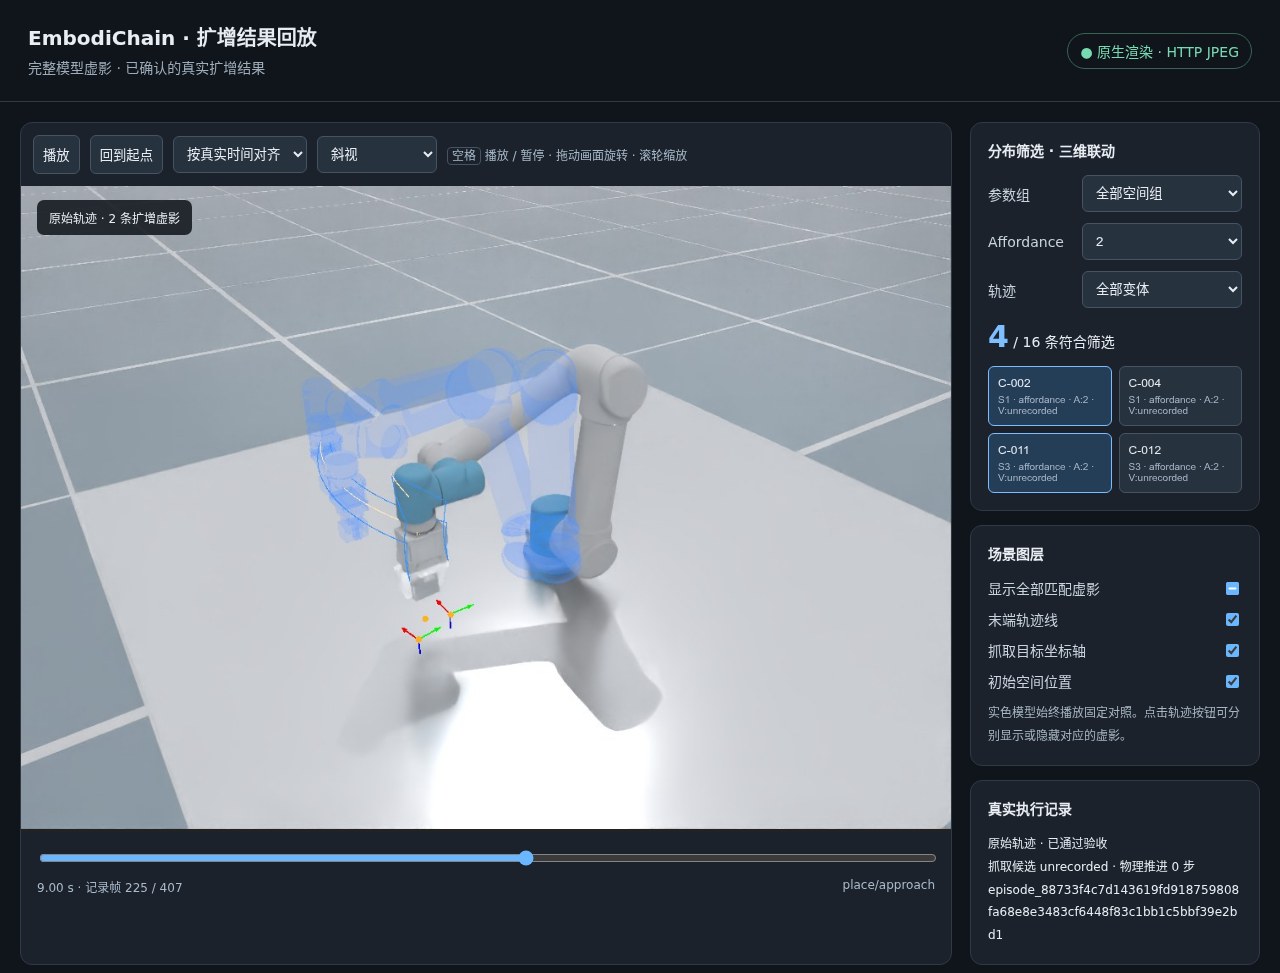 EmbodiChain · 扩增结果回放
完整模型虚影 · 已确认的真实扩增结果
原生渲染 · HTTP JPEG
播放
回到起点
按真实时间对齐
斜视
空格 播放 / 暂停 · 拖动画面旋转 · 滚轮缩放
原始轨迹 · 2 条扩增虚影
9.00 s · 记录帧 225 / 407
place/approach
分布筛选 · 三维联动
参数组 全部空间组
Affordance 2
轨迹 全部变体
4 / 16 条符合筛选
C-002
S1 · affordance · A:2 ·
V:unrecorded
C-004
S1 · affordance · A:2 ·
V:unrecorded
C-011
S3 · affordance · A:2 ·
V:unrecorded
C-012
S3 · affordance · A:2 ·
V:unrecorded
场景图层
显示全部匹配虚影
末端轨迹线
抓取目标坐标轴
初始空间位置
实色模型始终播放固定对照。点击轨迹按钮可分
别显示或隐藏对应的虚影。
真实执行记录
原始轨迹 · 已通过验收
抓取候选 unrecorded · 物理推进 0 步
episode_88733f4c7d143619fd918759808
fa68e8e3483cf6448f83c1bb1c5bbf39e2b
d1